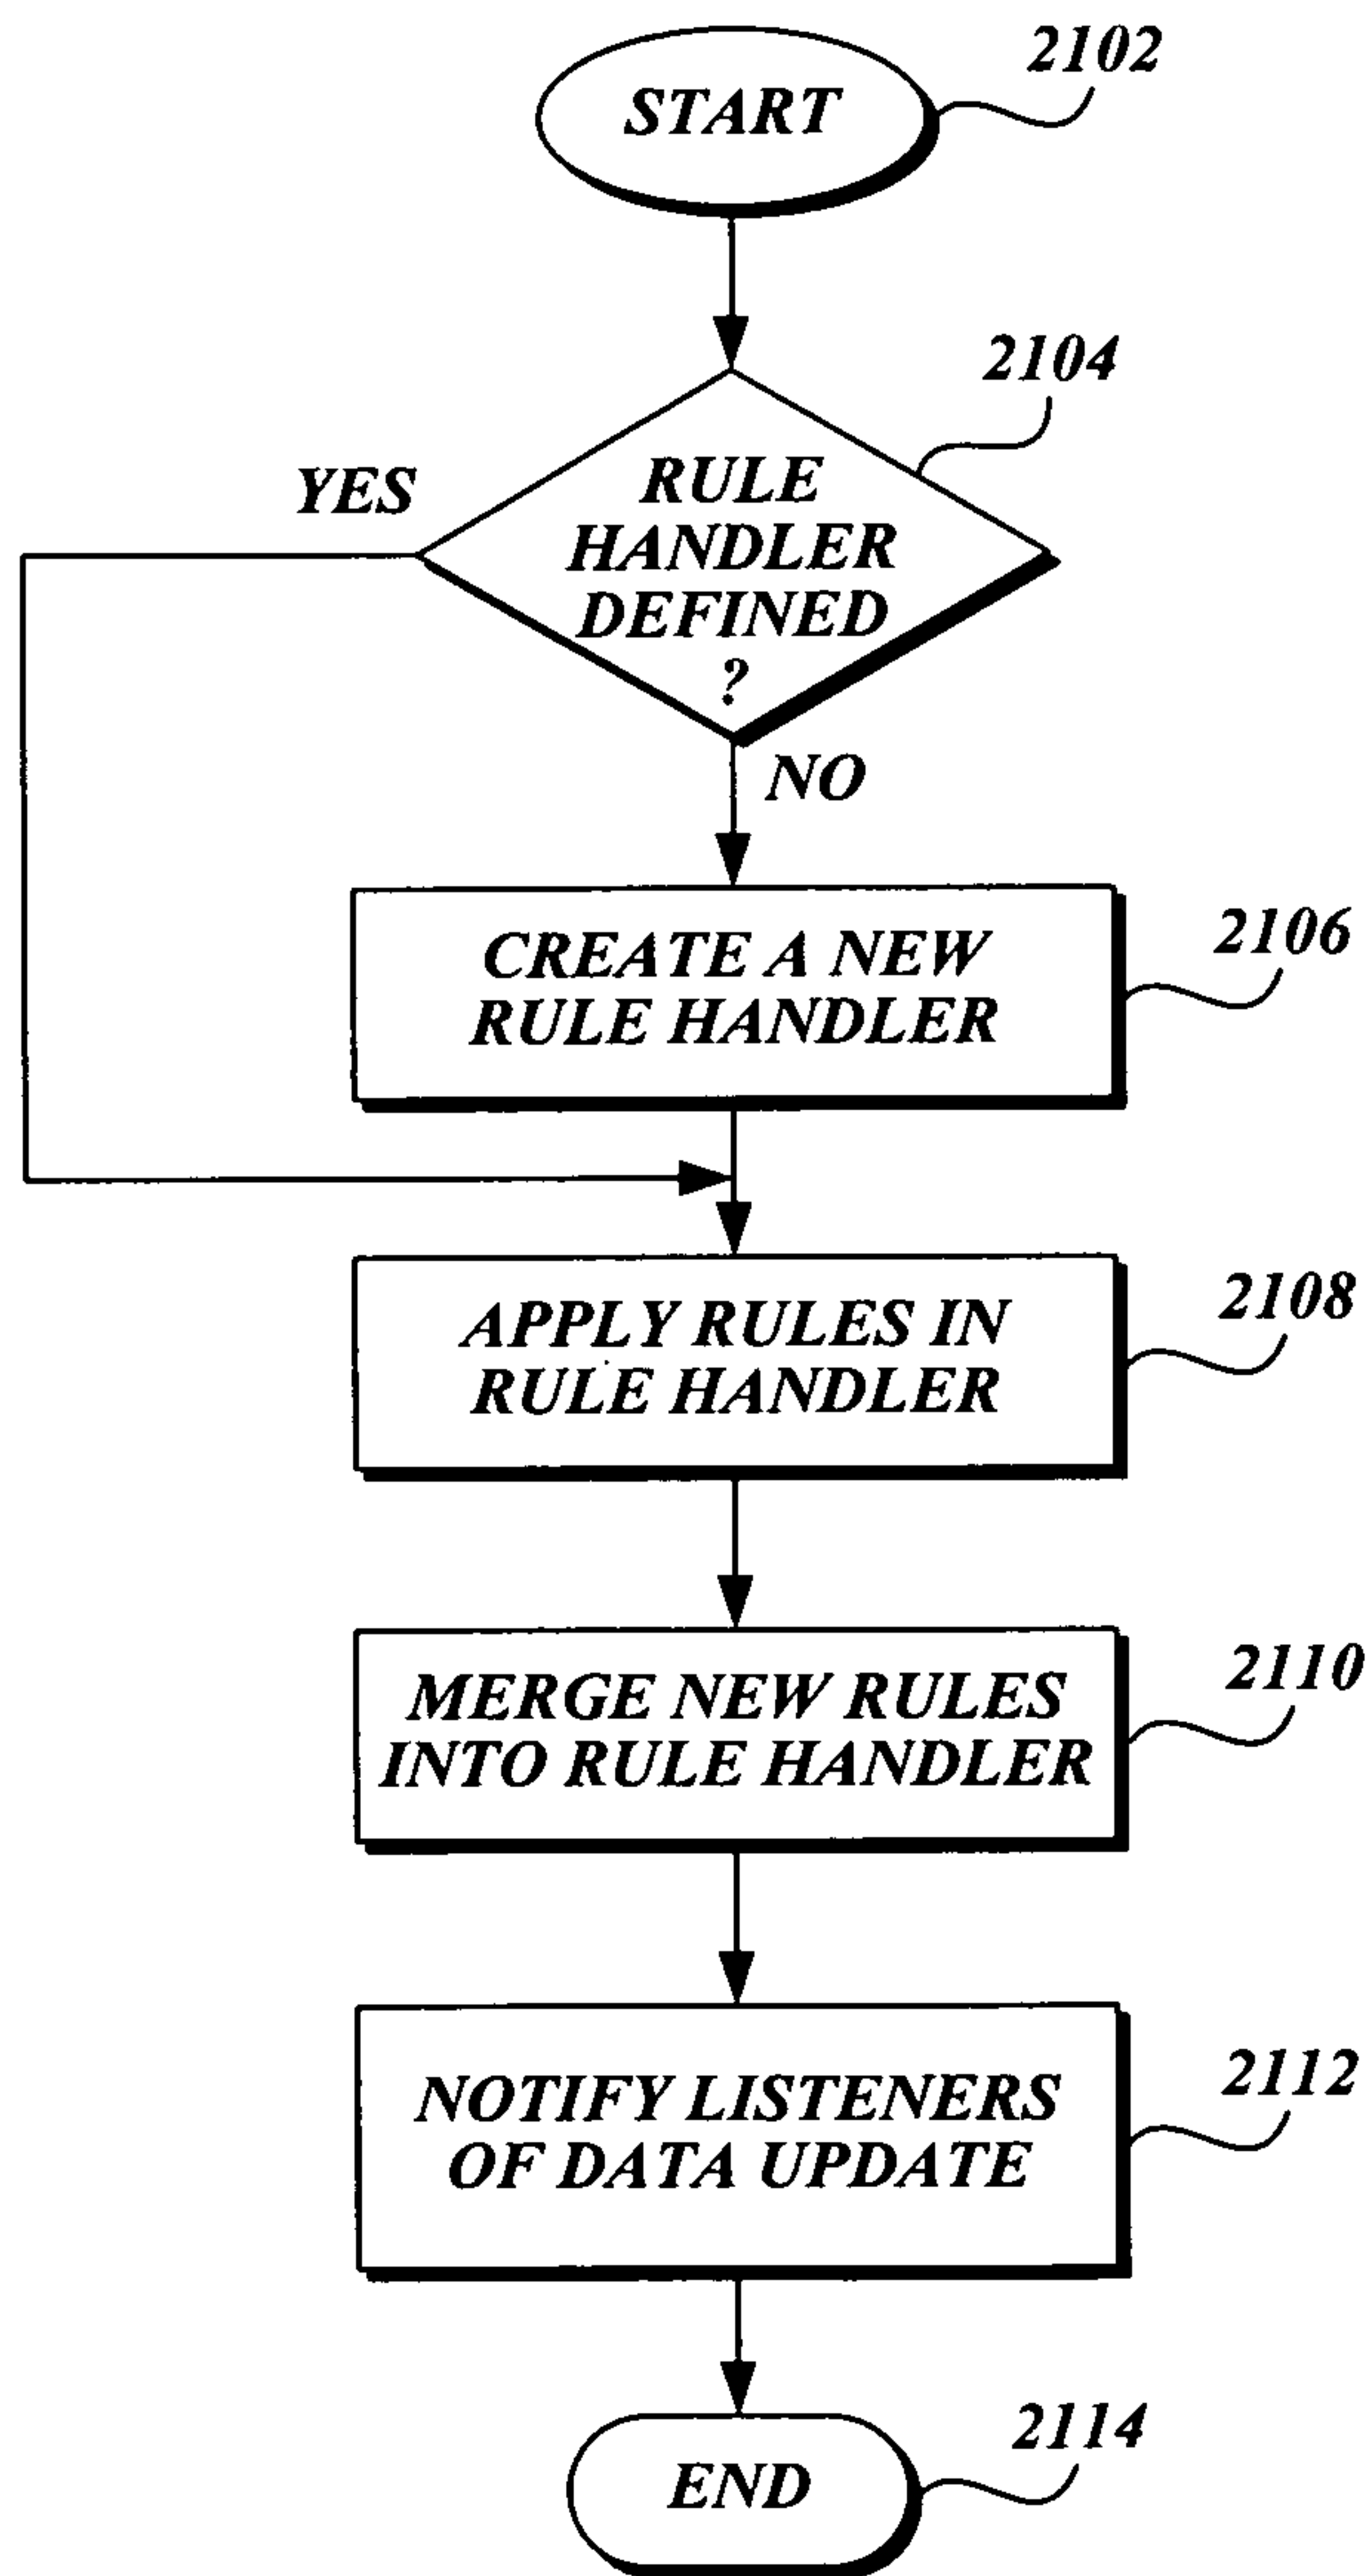 2102
START
2104
YES
RULE
HANDLER
DEFINED
?
NO
CREATE A NEW
RULE HANDLER
2106
APPLY RULES IN
RULE HANDLER
2108
MERGE NEW RULES
INTO RULE HANDLER
2110
NOTIFY LISTENERS
OF DATA UPDATE
2112
END
2114